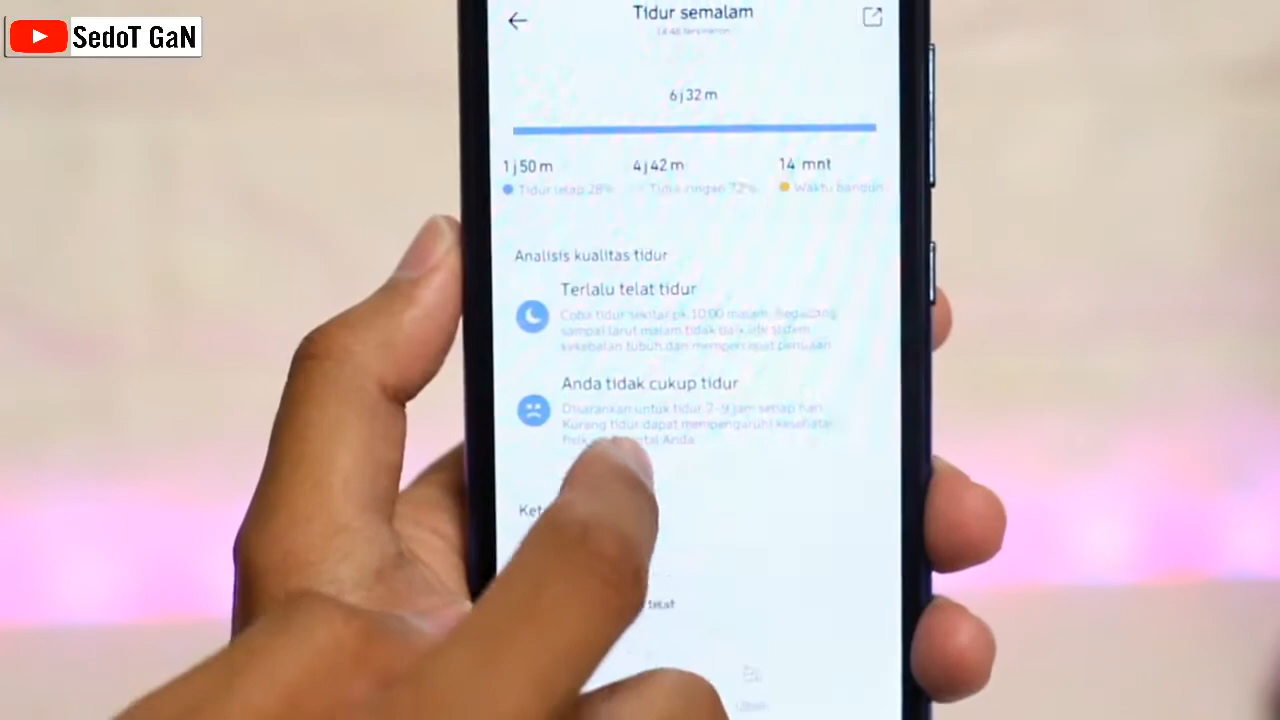 SedoT GaN
Tidur semalam
6 j 32 m
1 j 50 m
4 j 42 m
14 mnt
Tidur lelap 28%
Tidur ringan 72%
Waktu bangun
Analisis kualitas tidur
Terlalu telat tidur
Coba tidur sekitar pk.10:00 malam. Begadang
sampai larut malam tidak baik utk sistem
kekebalan tubuh dan mempercepat penuaan
Anda tidak cukup tidur
Disarankan untuk tidur 7-9 jam setiap hari.
Kurang tidur dapat mempengaruhi kesehatan
Anda
telat